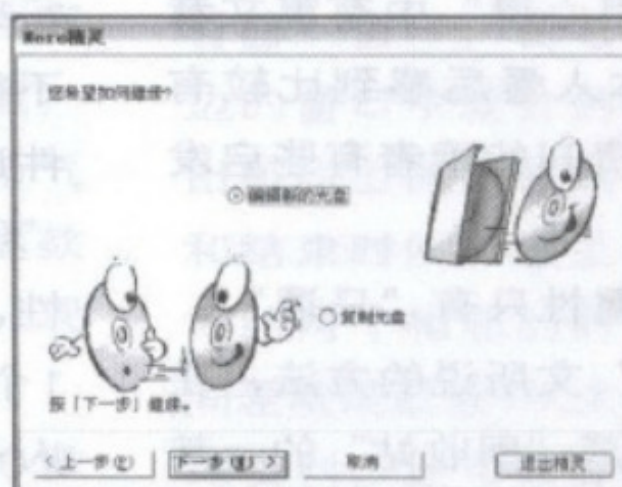 Nero精灵
您希望如何继续?
编辑新的光盘
复制光盘
按「下一步」继续。
<上一步(P)
下一步(N)>
取消
退出精灵